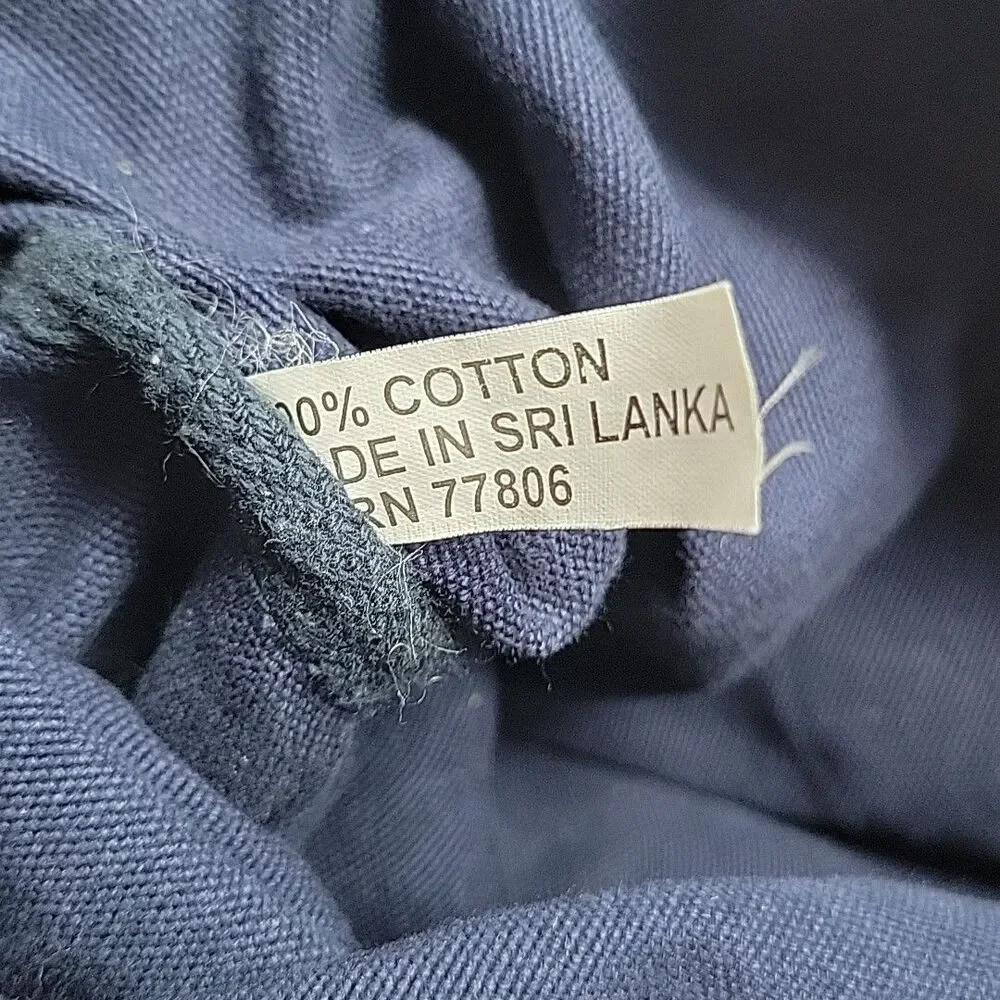 00% COTTON
DE IN SRI LANKA
RN 77806